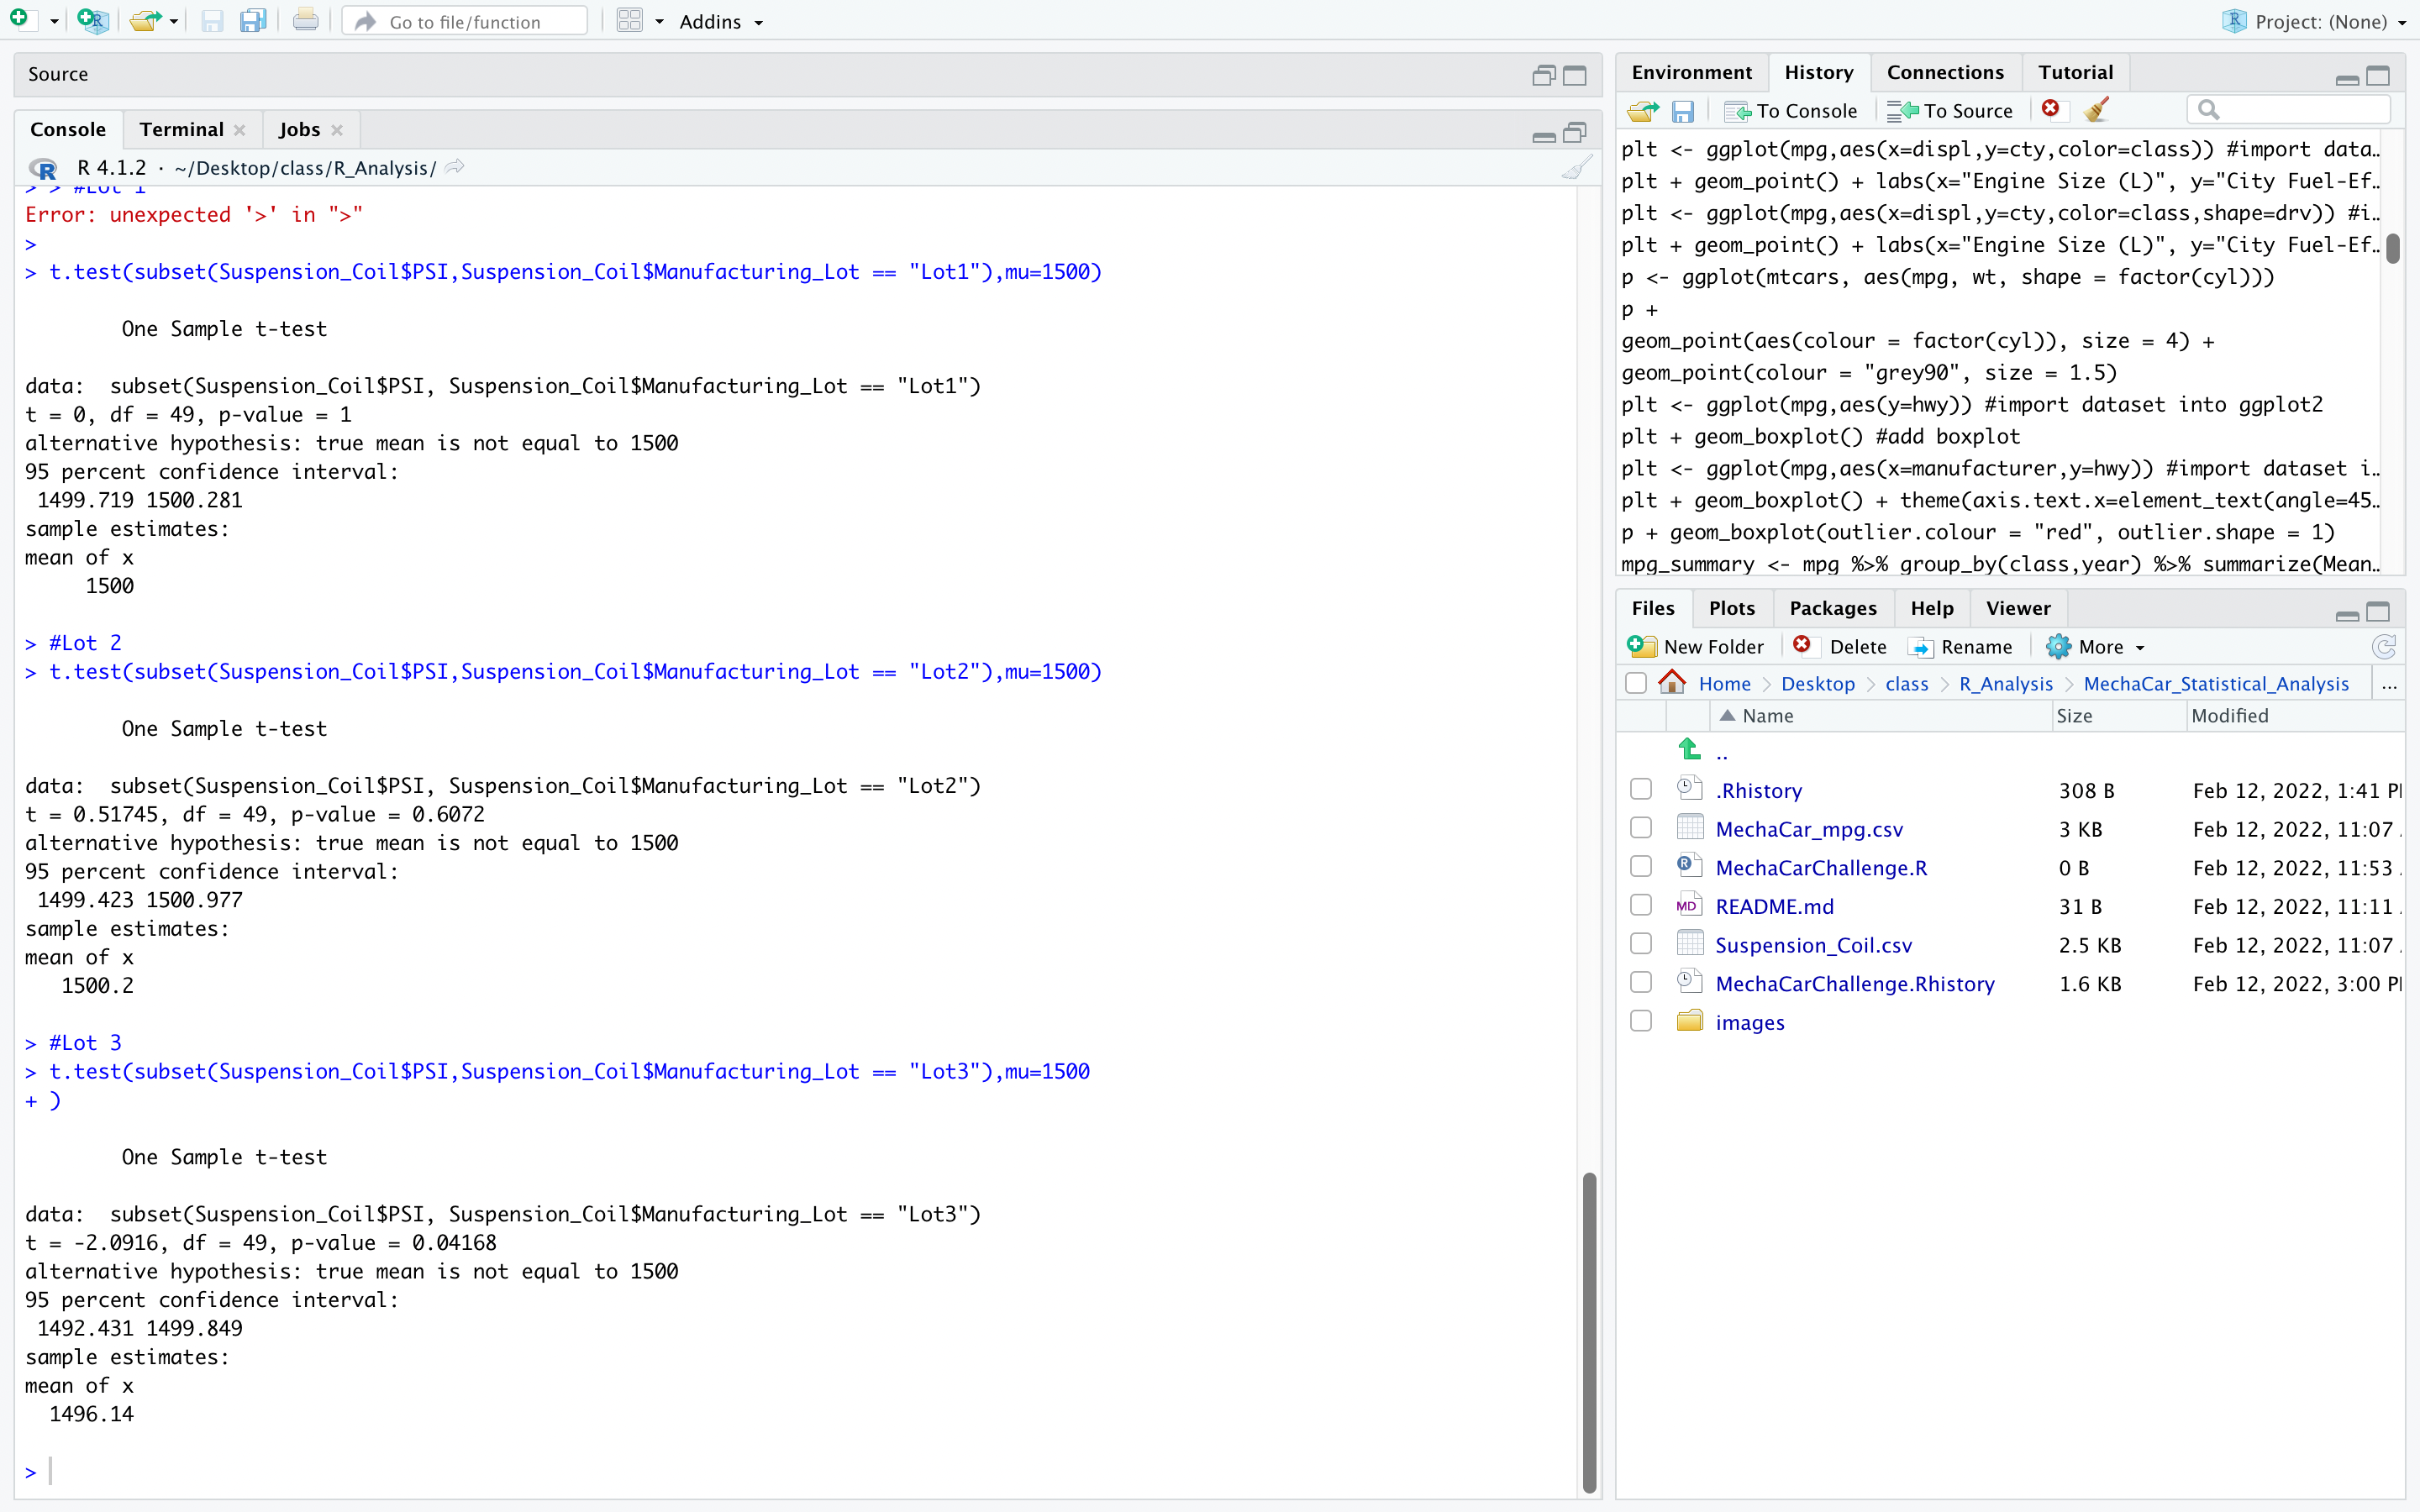 Go to file/function
Addins
Project: (None)
Source
Console
Terminal
Jobs
R 4.1.2 · ~/Desktop/class/R_Analysis/
> > #Lot 1
Error: unexpected '>' in ">"
>
> t.test(subset(Suspension_Coil$PSI,Suspension_Coil$Manufacturing_Lot == "Lot1"),mu=1500)
One Sample t-test
data:  subset(Suspension_Coil$PSI, Suspension_Coil$Manufacturing_Lot == "Lot1")
t = 0, df = 49, p-value = 1
alternative hypothesis: true mean is not equal to 1500
95 percent confidence interval:
1499.719 1500.281
sample estimates:
mean of x
1500
> #Lot 2
> t.test(subset(Suspension_Coil$PSI,Suspension_Coil$Manufacturing_Lot == "Lot2"),mu=1500)
One Sample t-test
data:  subset(Suspension_Coil$PSI, Suspension_Coil$Manufacturing_Lot == "Lot2")
t = 0.51745, df = 49, p-value = 0.6072
alternative hypothesis: true mean is not equal to 1500
95 percent confidence interval:
1499.423 1500.977
sample estimates:
mean of x
1500.2
> #Lot 3
> t.test(subset(Suspension_Coil$PSI,Suspension_Coil$Manufacturing_Lot == "Lot3"),mu=1500
+ )
One Sample t-test
data:  subset(Suspension_Coil$PSI, Suspension_Coil$Manufacturing_Lot == "Lot3")
t = -2.0916, df = 49, p-value = 0.04168
alternative hypothesis: true mean is not equal to 1500
95 percent confidence interval:
1492.431 1499.849
sample estimates:
mean of x
1496.14
>
Environment
History
Connections
Tutorial
To Console
To Source
plt <- ggplot(mpg,aes(x=displ,y=cty,color=class)) #import data…
plt + geom_point() + labs(x="Engine Size (L)", y="City Fuel-Ef…
plt <- ggplot(mpg,aes(x=displ,y=cty,color=class,shape=drv)) #i…
plt + geom_point() + labs(x="Engine Size (L)", y="City Fuel-Ef…
p <- ggplot(mtcars, aes(mpg, wt, shape = factor(cyl)))
p +
geom_point(aes(colour = factor(cyl)), size = 4) +
geom_point(colour = "grey90", size = 1.5)
plt <- ggplot(mpg,aes(y=hwy)) #import dataset into ggplot2
plt + geom_boxplot() #add boxplot
plt <- ggplot(mpg,aes(x=manufacturer,y=hwy)) #import dataset i…
plt + geom_boxplot() + theme(axis.text.x=element_text(angle=45…
p + geom_boxplot(outlier.colour = "red", outlier.shape = 1)
mpg_summary <- mpg %>% group_by(class,year) %>% summarize(Mean…
Files
Plots
Packages
Help
Viewer
New Folder
Delete
Rename
More
Home
Desktop
class
R_Analysis
MechaCar_Statistical_Analysis
...
Name Size Modified
..
.Rhistory 308 B Feb 12, 2022, 1:41 P
MechaCar_mpg.csv 3 KB Feb 12, 2022, 11:07
MechaCarChallenge.R 0 B Feb 12, 2022, 11:53
README.md 31 B Feb 12, 2022, 11:11
Suspension_Coil.csv 2.5 KB Feb 12, 2022, 11:07
MechaCarChallenge.Rhistory 1.6 KB Feb 12, 2022, 3:00 P
images